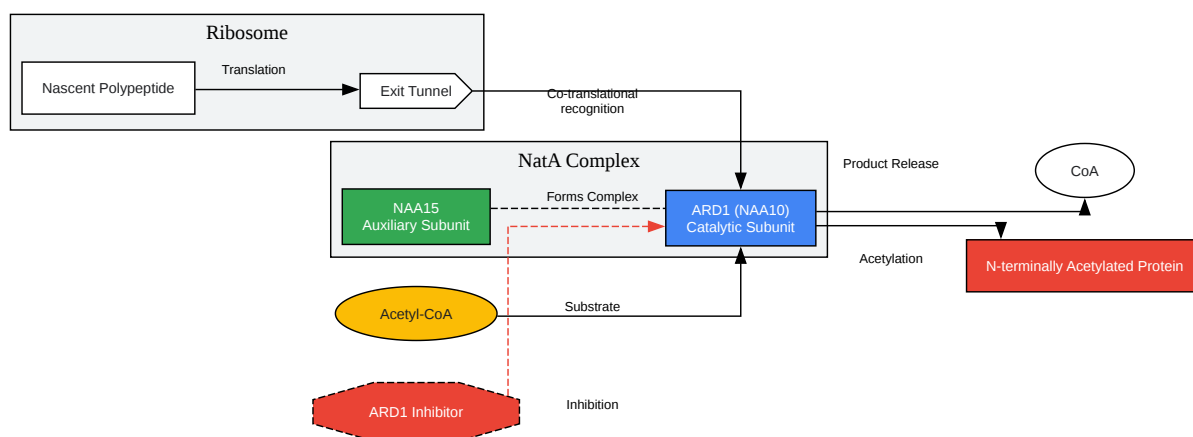 Ribosome
Nascent Polypeptide
Translation
Exit Tunnel
Co-translational
recognition
NatA Complex
NAA15
Auxiliary Subunit
Forms Complex
ARD1 (NAA10)
Catalytic Subunit
Product Release
CoA
Acetylation
N-terminally Acetylated Protein
Acetyl-CoA
Substrate
ARD1 Inhibitor
Inhibition